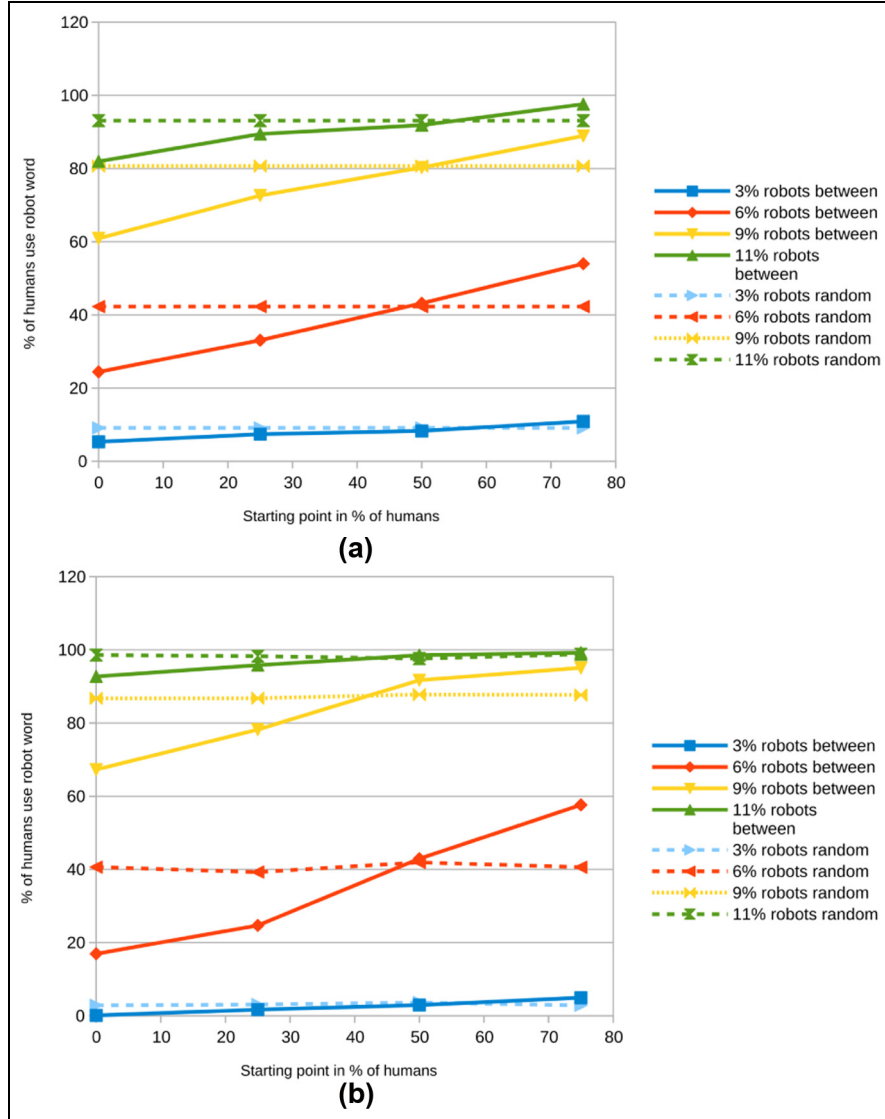 120
100
80
60
40
20
0
% of humans use robot word
0 10 20 30 40 50 60 70 80
Starting point in % of humans
3% robots between
6% robots between
9% robots between
11% robots
between
3% robots random
6% robots random
9% robots random
11% robots random
(a)
120
100
80
60
40
20
0
% of humans use robot word
0 10 20 30 40 50 60 70 80
Starting point in % of humans
3% robots between
6% robots between
9% robots between
11% robots
between
3% robots random
6% robots random
9% robots random
11% robots random
(b)